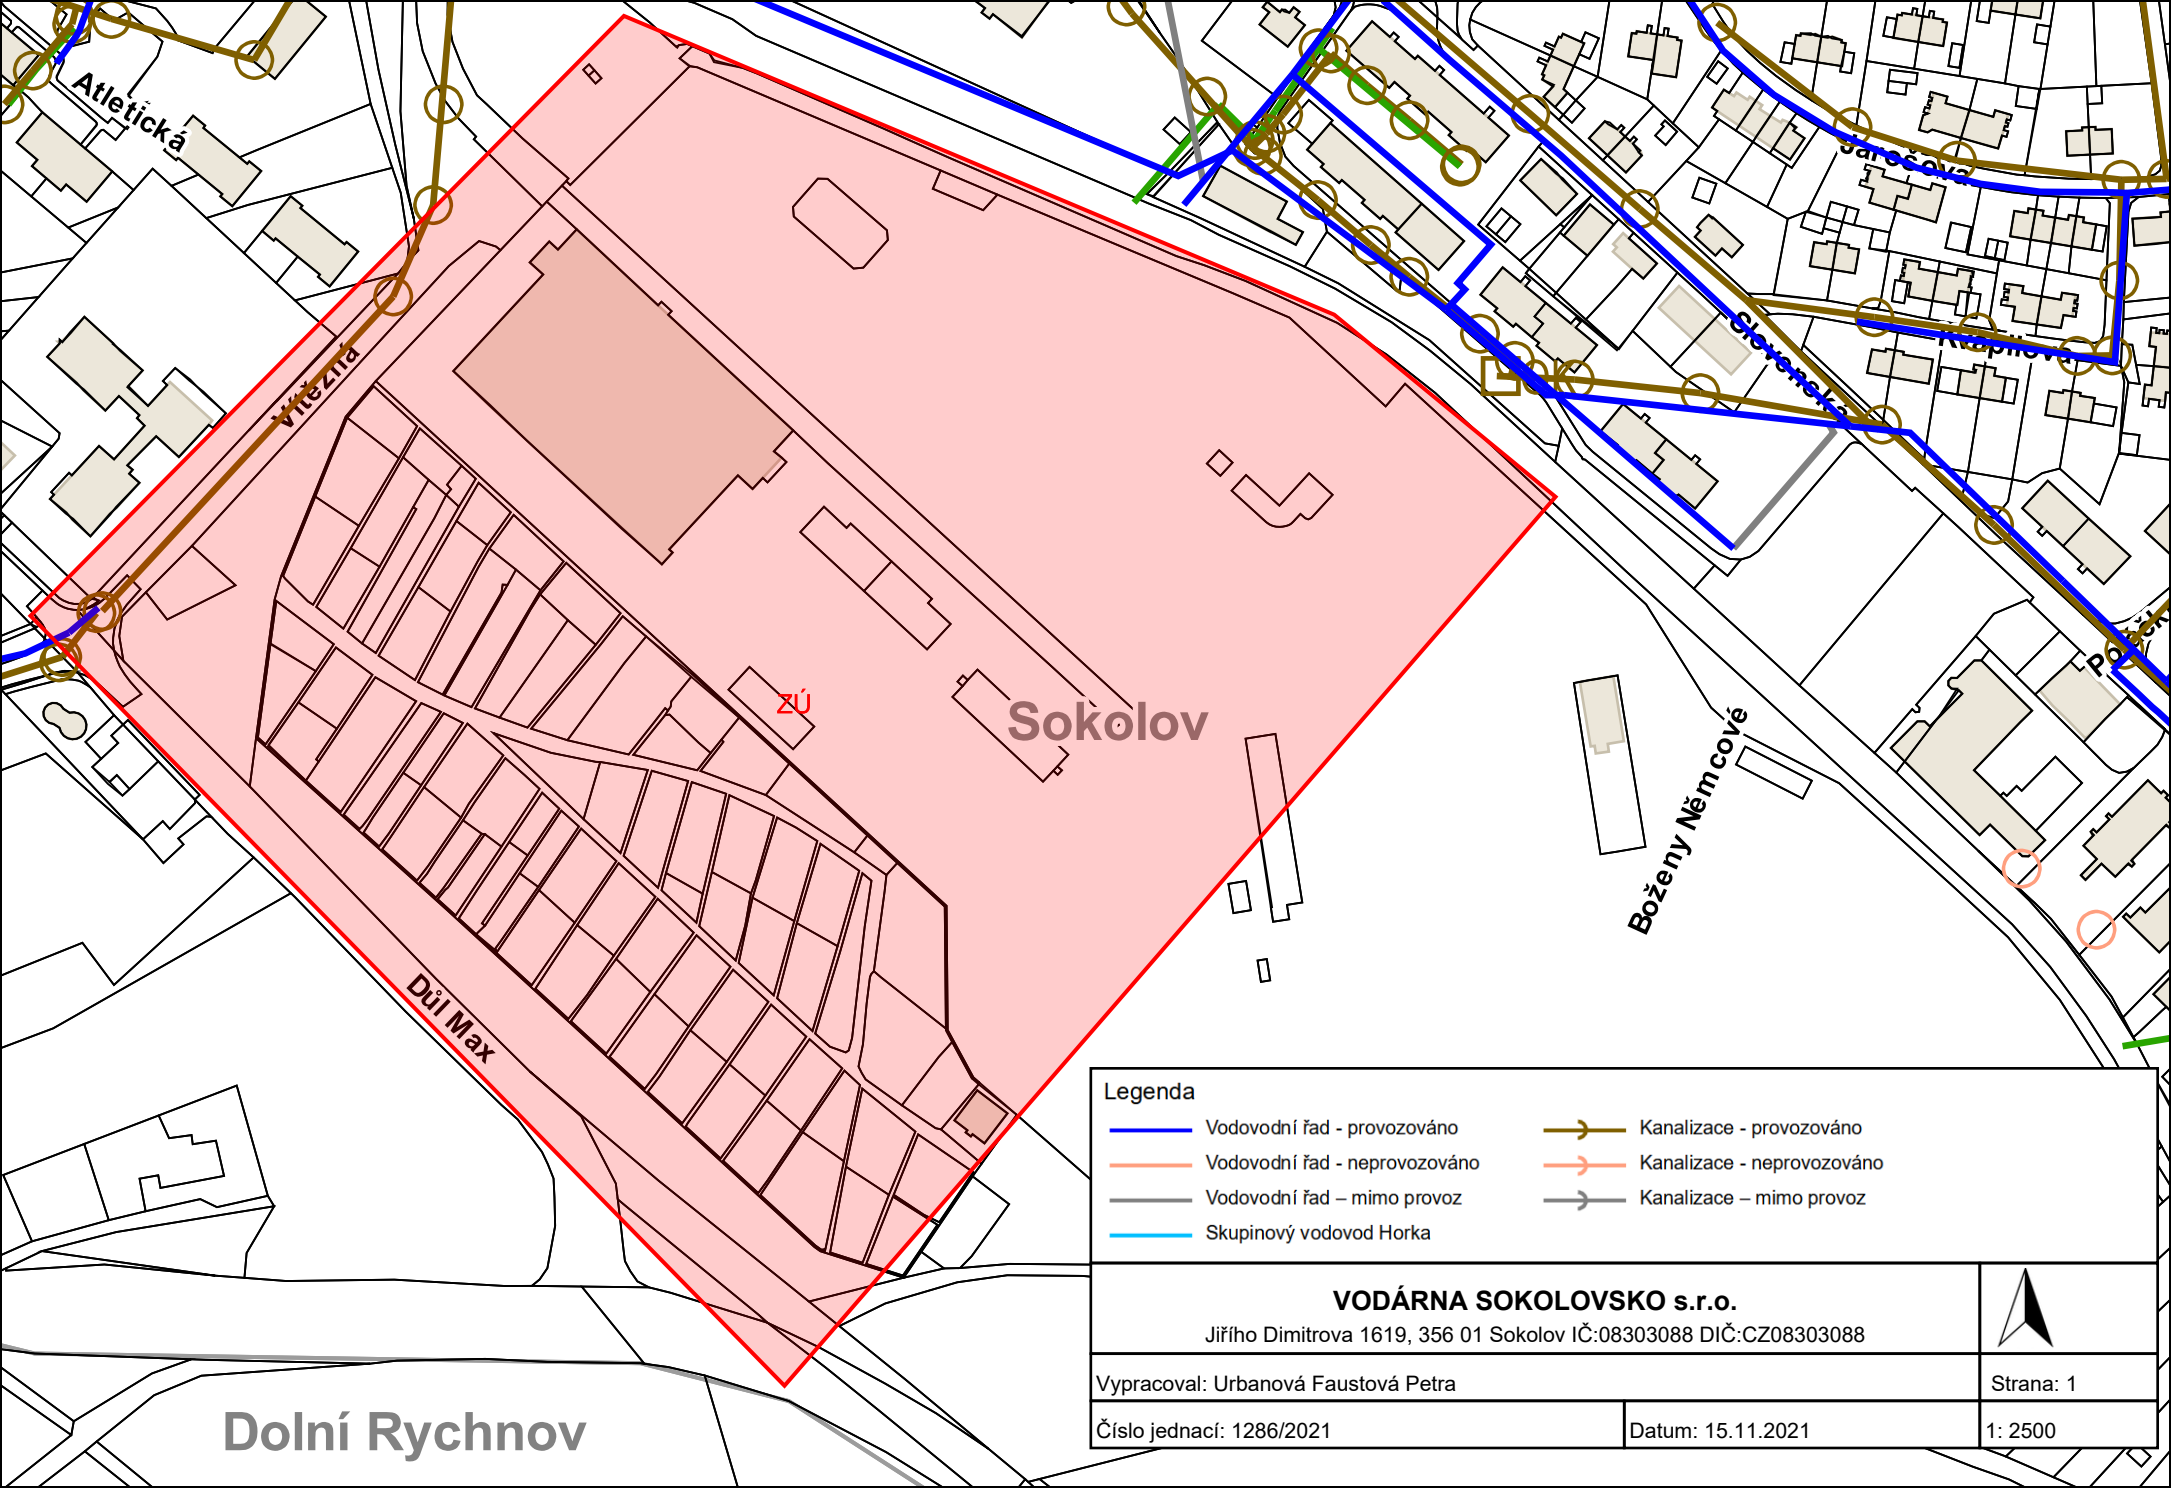 Atletická
Jarošova
Slovenská
Kvapilova
Vítězná
ZÚ
Sokolov
Boženy Němcové
Důl Max
Dolní Rychnov
Legenda
Vodovodní řad - provozováno
Kanalizace - provozováno
Vodovodní řad - neprovozováno
Kanalizace - neprovozováno
Vodovodní řad – mimo provoz
Kanalizace – mimo provoz
Skupinový vodovod Horka
VODÁRNA SOKOLOVSKO s.r.o.
Jiřího Dimitrova 1619, 356 01 Sokolov IČ:08303088 DIČ:CZ08303088
Vypracoval: Urbanová Faustová Petra
Strana: 1
Číslo jednací: 1286/2021
Datum: 15.11.2021
1: 2500